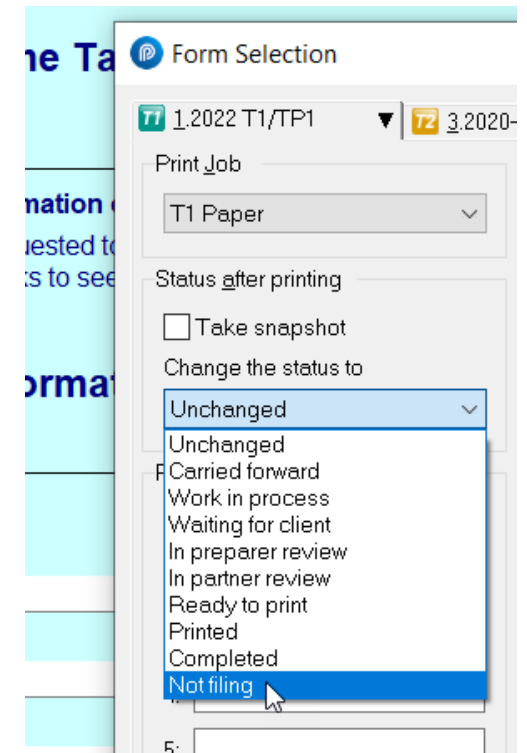 ne Ta
Form Selection
1.2022 T1/TP1
3.2020-
Print Job
mation
T1 Paper
uested to
ks to see
Status after printing
Take snapshot
Change the status to
ormat
Unchanged
Unchanged
Carried forward
Work in process
Waiting for client
In preparer review
In partner review
Ready to print
Printed
Completed
Not filing
5: